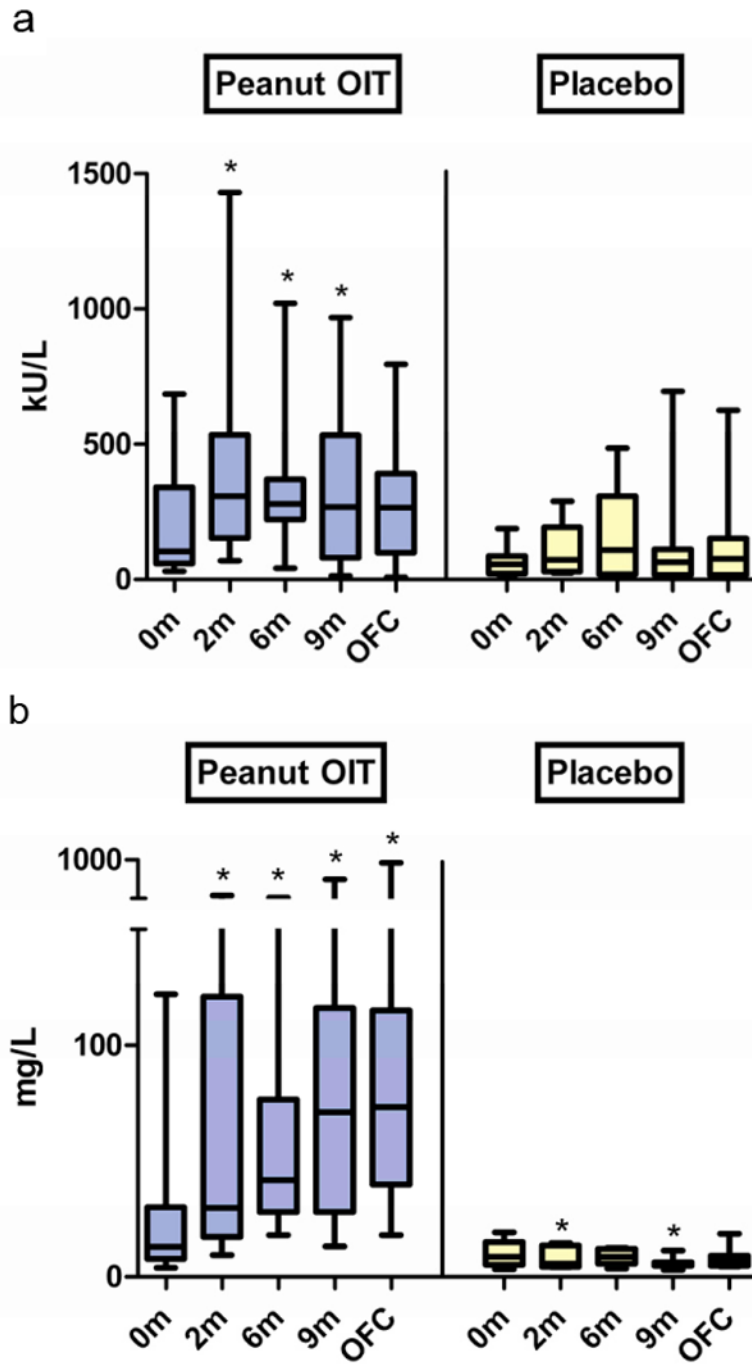 a
Peanut OIT Placebo
1500
1000
500
0
kU/L
* * *
0m 2m 6m 9m OFC 0m 2m 6m 9m OFC
b
Peanut OIT Placebo
1000
100
0
mg/L
* * * * * *
0m 2m 6m 9m OFC 0m 2m 6m 9m OFC